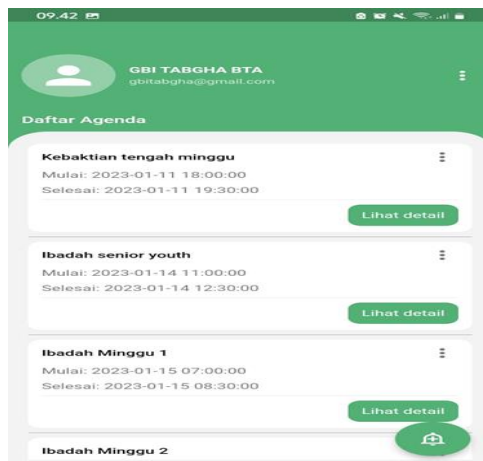 09.42
GBI TABGHA BTA
gbitabgha@gmail.com
Daftar Agenda
Kebaktian tengah minggu
Mulai: 2023-01-11 18:00:00
Selesai: 2023-01-11 19:30:00
Lihat detail
Ibadah senior youth
Mulai: 2023-01-14 11:00:00
Selesai: 2023-01-14 12:30:00
Lihat detail
Ibadah Minggu 1
Mulai: 2023-01-15 07:00:00
Selesai: 2023-01-15 08:30:00
Lihat detail
Ibadah Minggu 2